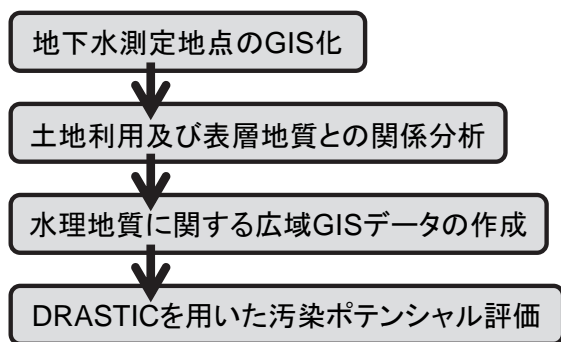 地下水測定地点のGIS化
土地利用及び表層地質との関係分析
水理地質に関する広域GISデータの作成
DRASTICを用いた汚染ポテンシャル評価